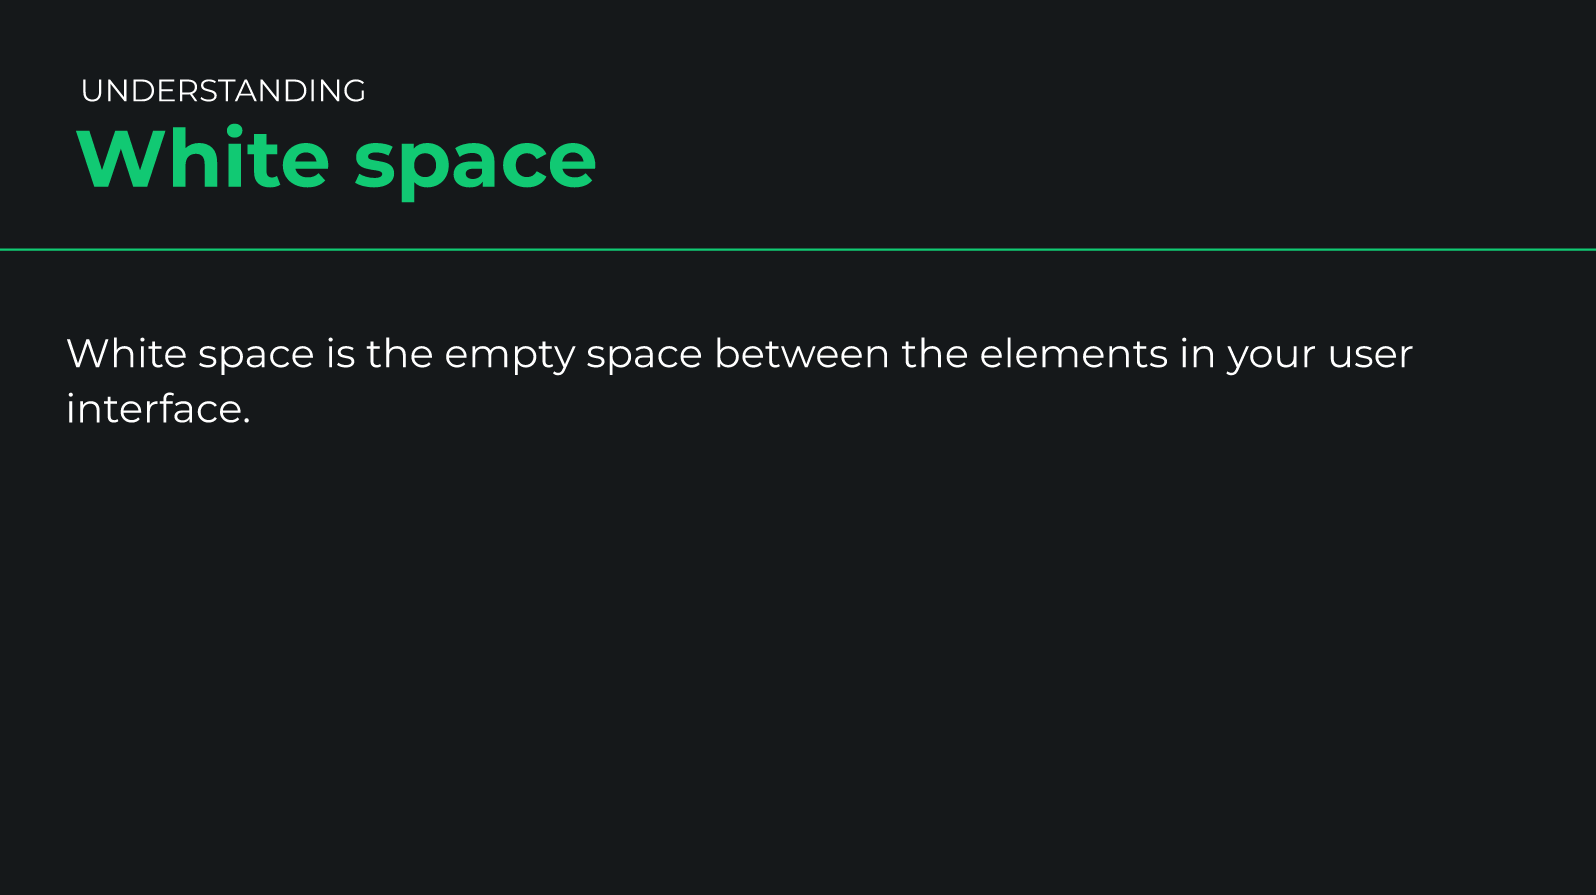 UNDERSTANDING
White space
White space is the empty space between the elements in your user
interface.